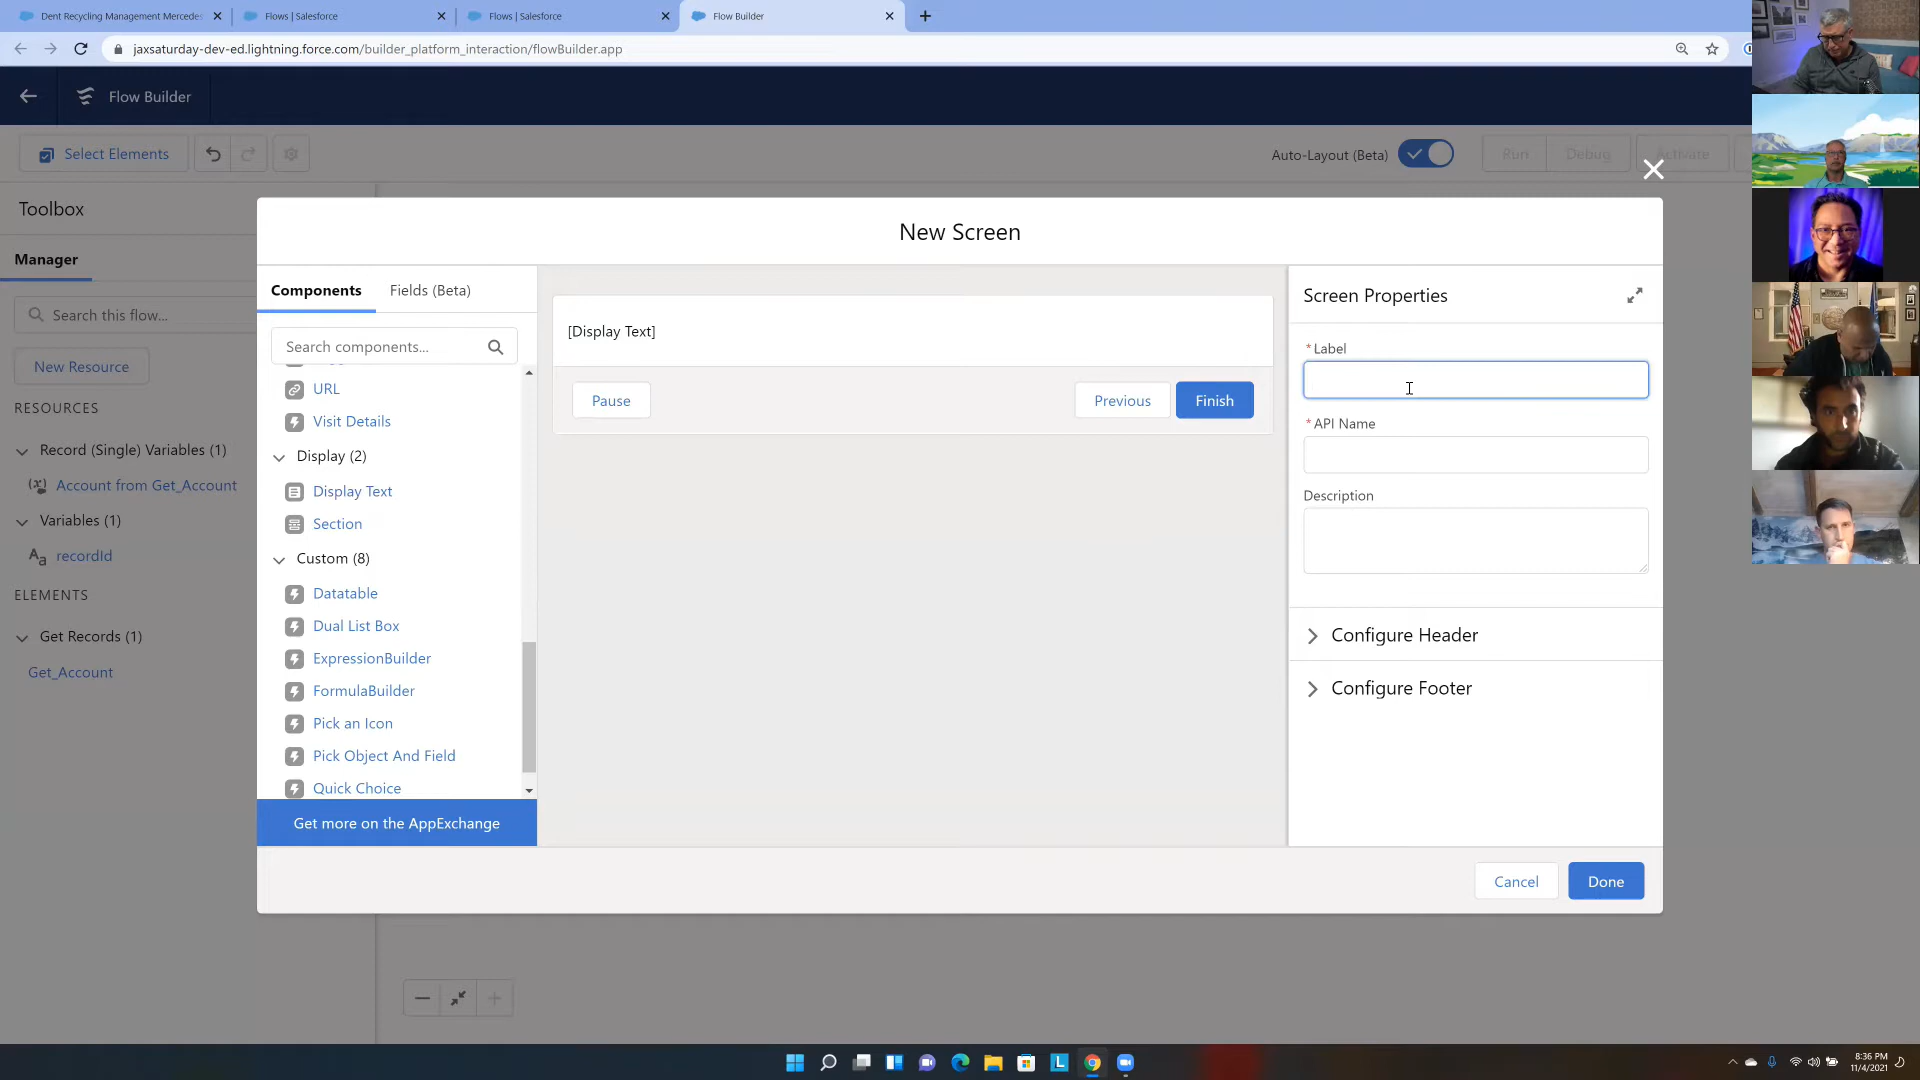 Dent Recycling Management Mercedes
Flows | Salesforce
Flows | Salesforce
Flow Builder
jaxsaturday-dev-ed.lightning.force.com/builder_platform_interaction/flowBuilder.app
Flow Builder
Select Elements
Auto-Layout (Beta)
Run
Debug
Activate
Toolbox
Manager
Search this flow...
New Resource
RESOURCES
Record (Single) Variables (1)
Account from Get_Account
Variables (1)
recordId
ELEMENTS
Get Records (1)
Get_Account
New Screen
Components
Fields (Beta)
Search components...
URL
Visit Details
Display (2)
Display Text
Section
Custom (8)
Datatable
Dual List Box
ExpressionBuilder
FormulaBuilder
Pick an Icon
Pick Object And Field
Quick Choice
Get more on the AppExchange
[Display Text]
Pause
Previous
Finish
Screen Properties
* Label
* API Name
Description
Configure Header
Configure Footer
Cancel
Done
8:36 PM
11/4/2021